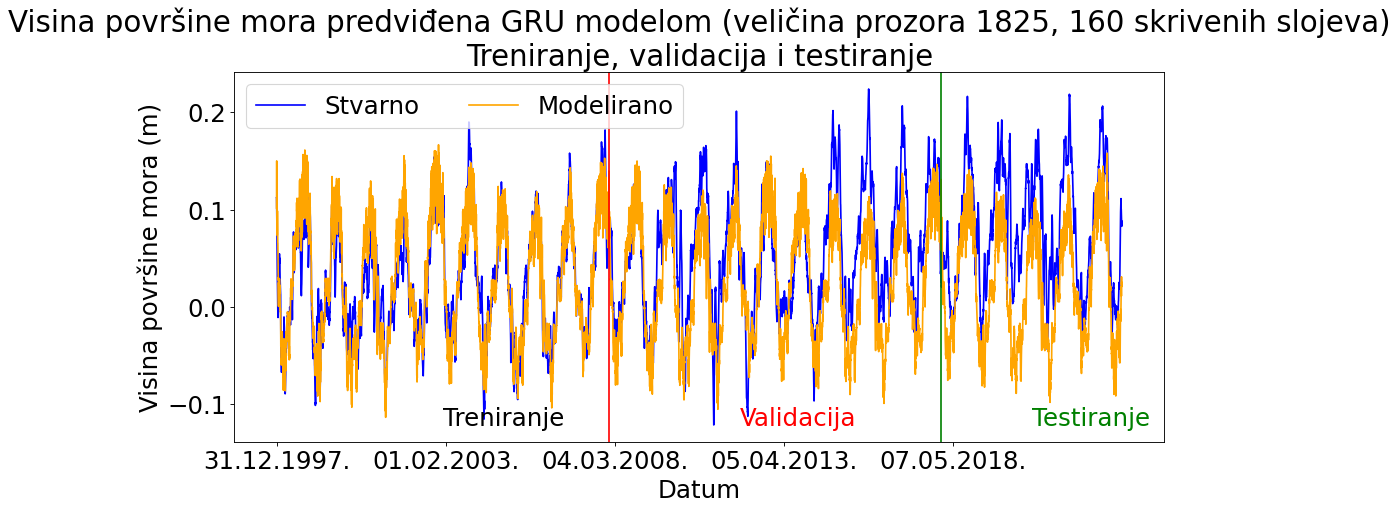 Visina površine mora predviđena GRU modelom (veličina prozora 1825, 160 skrivenih slojeva)
Treniranje, validacija i testiranje
Stvarno Modelirano
Visina površine mora (m)
0.2
0.1
0.0
−0.1
Treniranje Validacija Testiranje
31.12.1997. 01.02.2003. 04.03.2008. 05.04.2013. 07.05.2018.
Datum